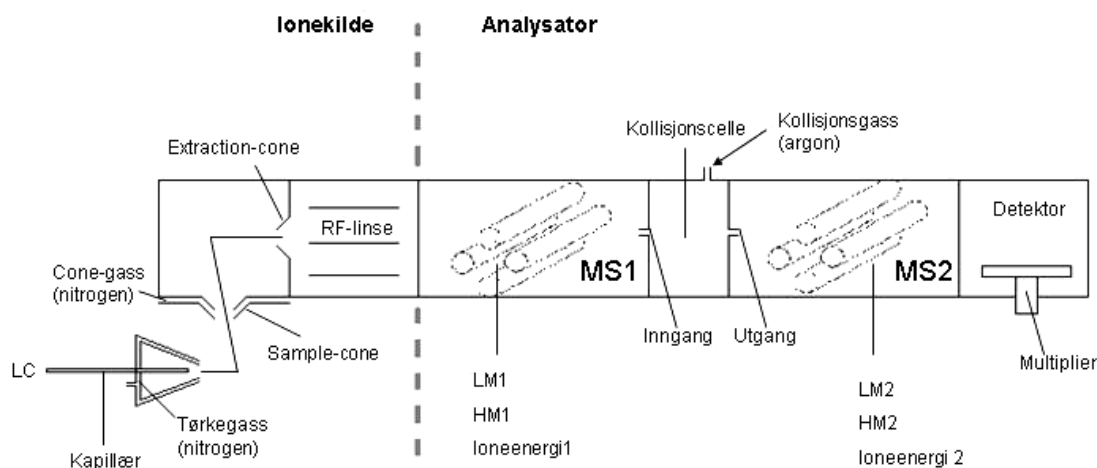 Ionekilde
Analysator
Kollisjonscelle
Kollisjonsgass
(argon)
Extraction-cone
RF-linse
Detektor
MS1
MS2
Cone-gass
(nitrogen)
Sample-cone
Inngang
Utgang
Multiplier
LC
Tørkegass
(nitrogen)
Kapillær
LM1
HM1
Ioneenergi1
LM2
HM2
Ioneenergi 2